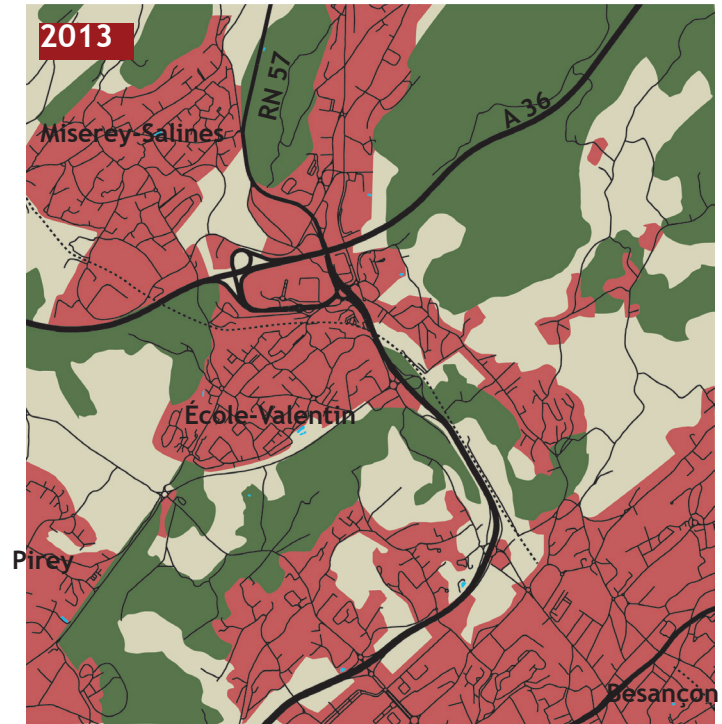 2013
RN 57
A 36
Miserey-Salines
École-Valentin
Pirey
Besançon